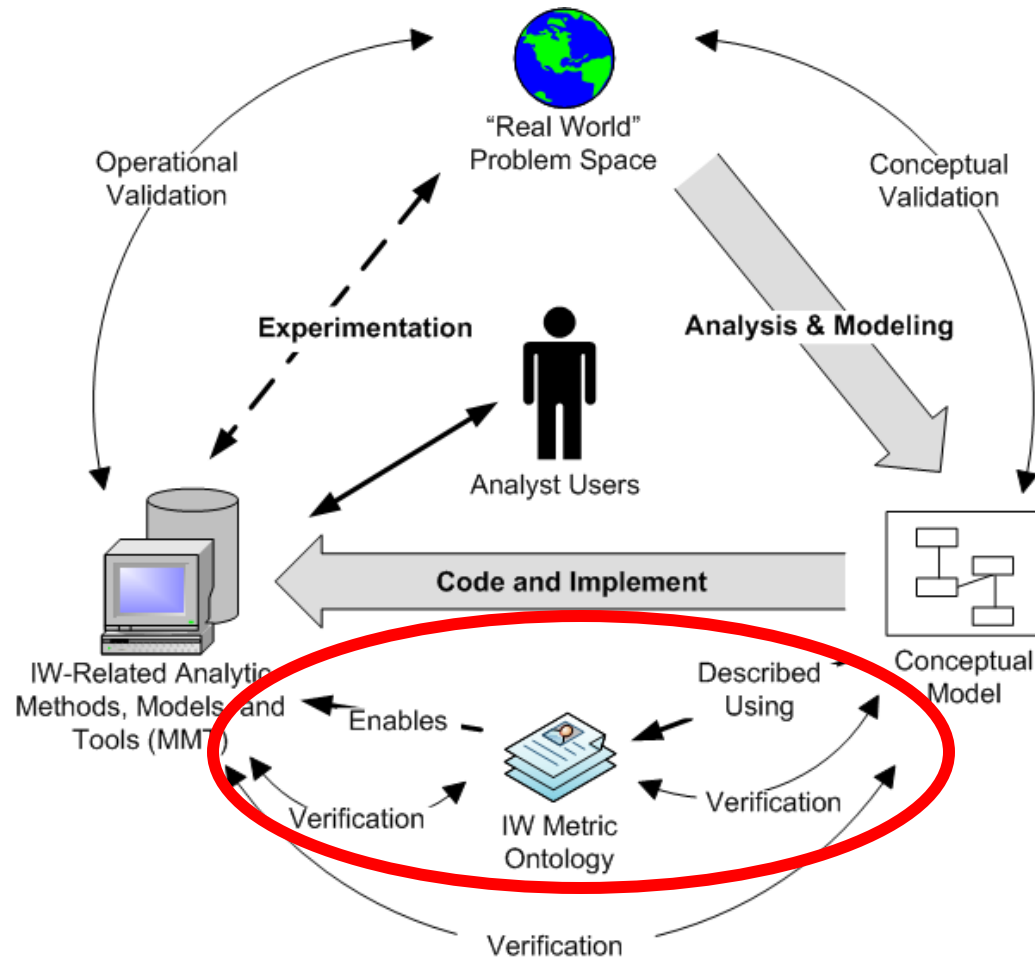 “Real World”
Problem Space
Operational
Validation
Conceptual
Validation
Experimentation
Analysis & Modeling
Analyst Users
Code and Implement
IW-Related Analytic
Methods, Models, and
Tools (MMT)
Conceptual
Model
Described
Using
Enables
Verification
Verification
IW Metric
Ontology
Verification